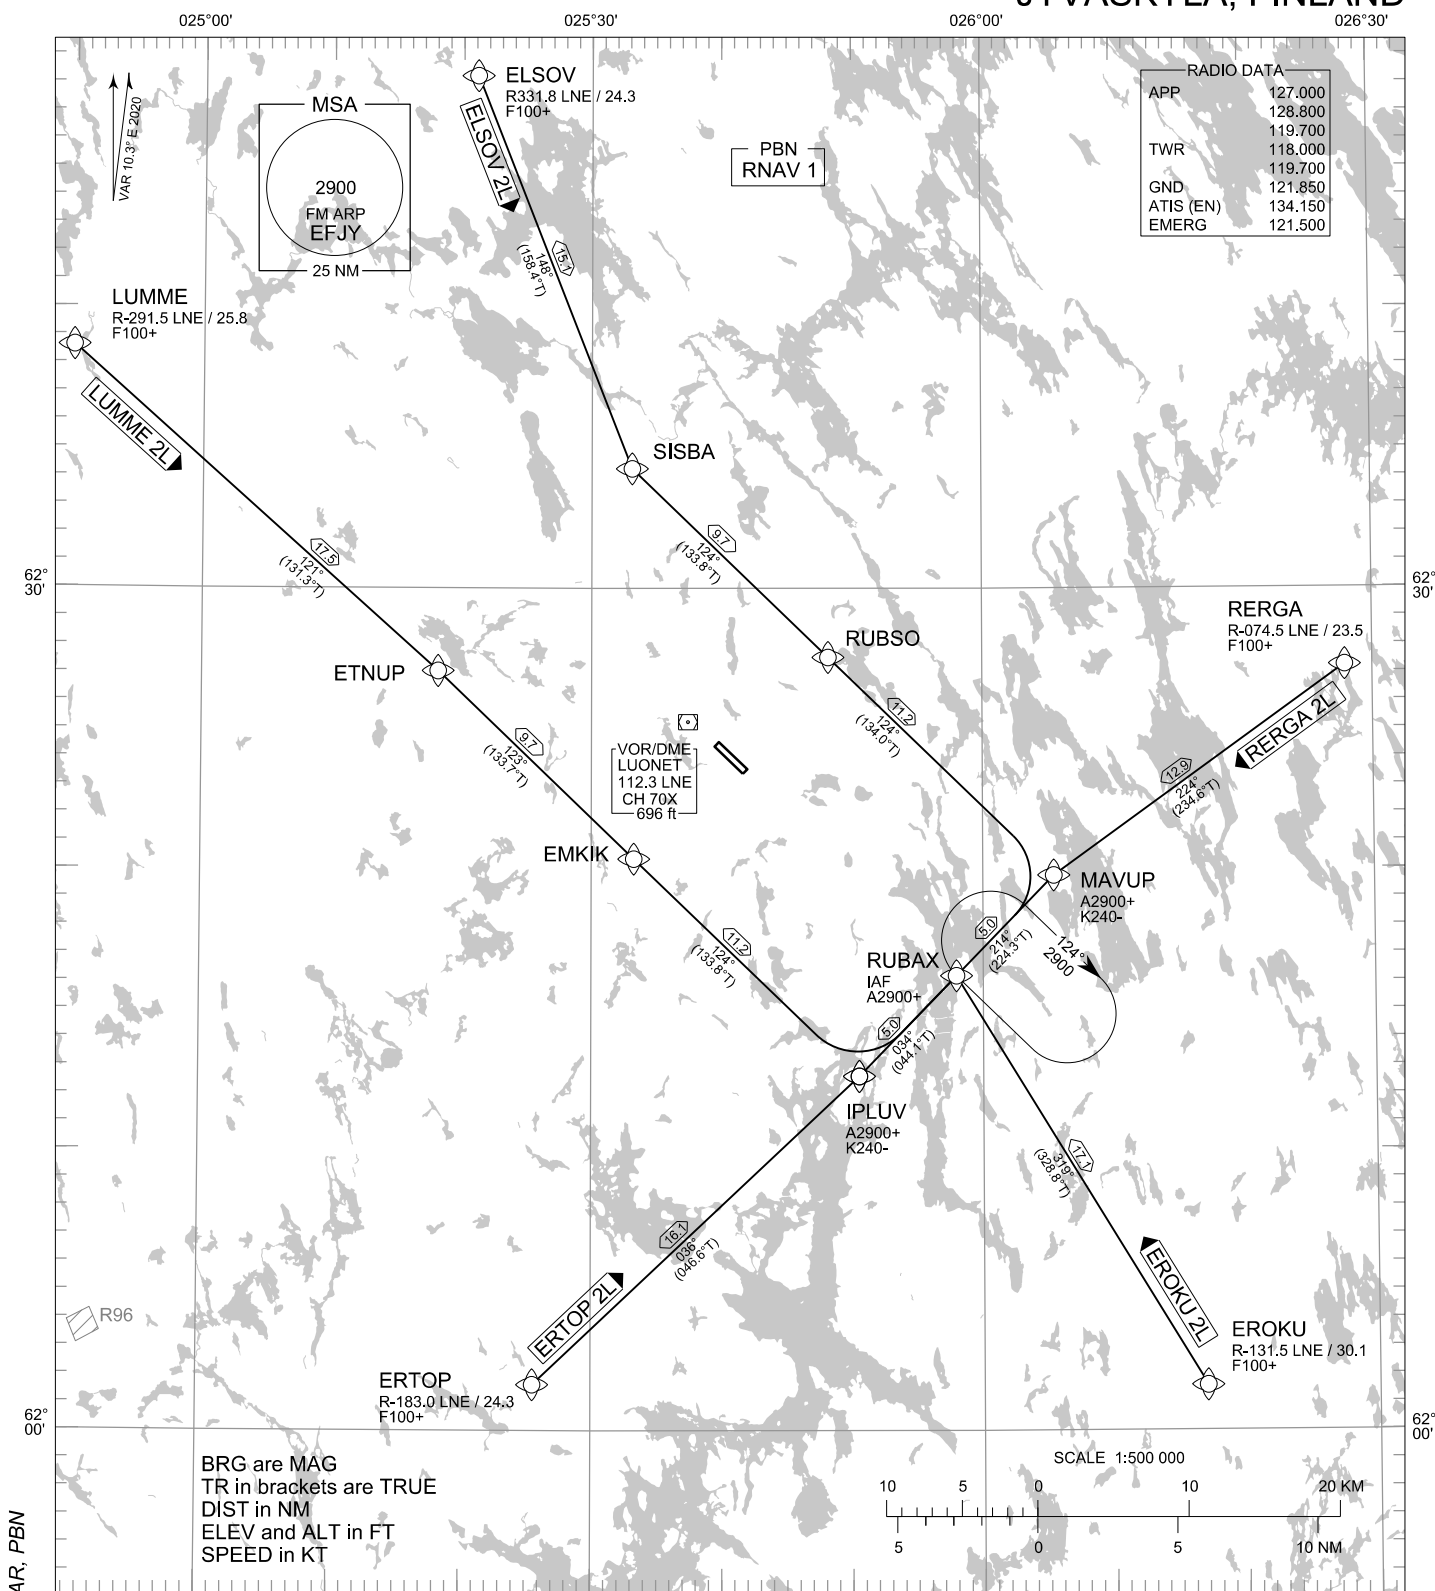 025°00'
025°30'
026°00'
026°30'
VAR 10.3° E 2020
MSA
2900
FM ARP
EFJY
25 NM
ELSOV
R331.8 LNE / 24.3
F100+
ELSOV 2L
PBN
RNAV 1
RADIO DATA
APP 127.000
128.800
119.700
TWR 118.000
119.700
GND 121.850
ATIS (EN) 134.150
EMERG 121.500
15.1
148°
(158.4°T)
LUMME
R-291.5 LNE / 25.8
F100+
LUMME 2L
SISBA
17.5
121°
(131.3°T)
9.7
124°
(133.8°T)
62°
30'
62°
30'
RERGA
R-074.5 LNE / 23.5
F100+
RERGA 2L
RUBSO
ETNUP
11.2
124°
(134.0°T)
9.7
123°
(133.7°T)
VOR/DME
LUONET
112.3 LNE
CH 70X
696 ft
12.9
224°
(234.6°T)
EMKIK
MAVUP
A2900+
K240-
11.2
124°
(133.8°T)
5.0
214°
(224.3°T)
124°
2900
RUBAX
IAF
A2900+
5.0
034°
(044.1°T)
IPLUV
A2900+
K240-
17.1
319°
(328.8°T)
16.1
036°
(046.6°T)
ERTOP 2L
EROKU 2L
R96
EROKU
R-131.5 LNE / 30.1
F100+
ERTOP
R-183.0 LNE / 24.3
F100+
62°
00'
62°
00'
BRG are MAG
TR in brackets are TRUE
DIST in NM
ELEV and ALT in FT
SPEED in KT
SCALE 1:500 000
10 5 0 10 20 KM
5 0 5 10 NM
AR, PBN